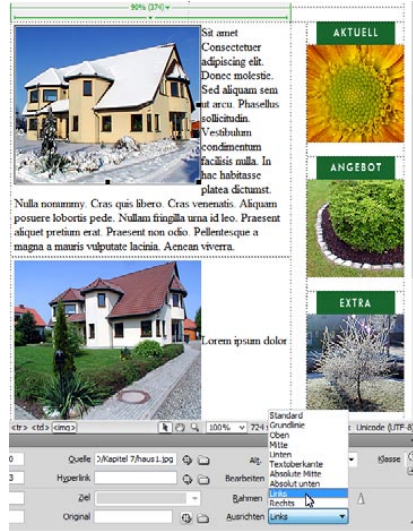 90% (374)
Sit amet
Consectetuer
adipiscing elit.
Donec molestie.
Sed aliquam sem
ut arcu. Phasellus
sollicitudin.
Vestibulum
condimentum
facilisis nulla. In
hac habitasse
platea dictumst.
Nulla nonummy. Cras quis libero. Cras venenatis. Aliquam
posuere lobortis pede. Nullam fringilla urna id leo. Praesent
aliquet pretium erat. Praesent non odio. Pellentesque a
magna a mauris vulputate lacinia. Aenean viverra.
Lorem ipsum dolor
AKTUELL
ANGEBOT
EXTRA
<tr> <td> <img> 100% 724 Unicode (UTF-8)
Standard
Grundlinie
Oben
Mitte
Unten
Textoberkante
Absolute Mitte
Absolut unten
Links
Rechts
0 Quelle )/Kapitel 7/haus1.jpg Alt. Klasse
3 Hyperlink Bearbeiten
Ziel Rahmen
Original Ausrichten Links